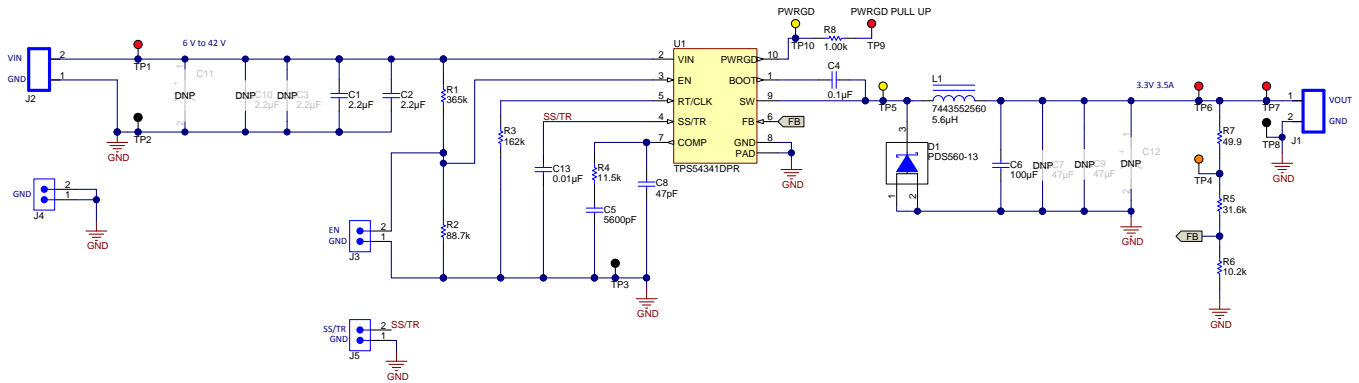 PWRGD
PWRGD PULL UP
TP10
R8
1.00k
TP9
6 V to 42 V
U1
VIN
GND
2
1
J2
TP1
C11
DNP
1
2
C10
DNP
2.2µF
C3
DNP
2.2µF
C1
2.2µF
C2
2.2µF
R1
365k
TP2
GND
2
VIN
PWRGD
10
3
EN
BOOT
1
5
RT/CLK
SW
9
4
SS/TR
FB
6
7
COMP
GND
8
PAD
TPS54341DPR
FB
GND
C4
0.1µF
TP5
L1
7443552560
5.6µH
3.3V 3.5A
TP6
TP7
1
VOUT
2
GND
J1
TP8
GND
R7
49.9
TP4
R5
31.6k
FB
R6
10.2k
GND
3
D1
PDS560-13
1
2
C6
100µF
C7
DNP
47µF
C9
DNP
47µF
C12
DNP
1
2
GND
SS/TR
R3
162k
C13
0.01µF
R4
11.5k
C5
5600pF
C8
47pF
TP3
GND
GND
2
1
J4
GND
R2
88.7k
EN
GND
2
1
J3
SS/TR
GND
2
1
SS/TR
J5
GND